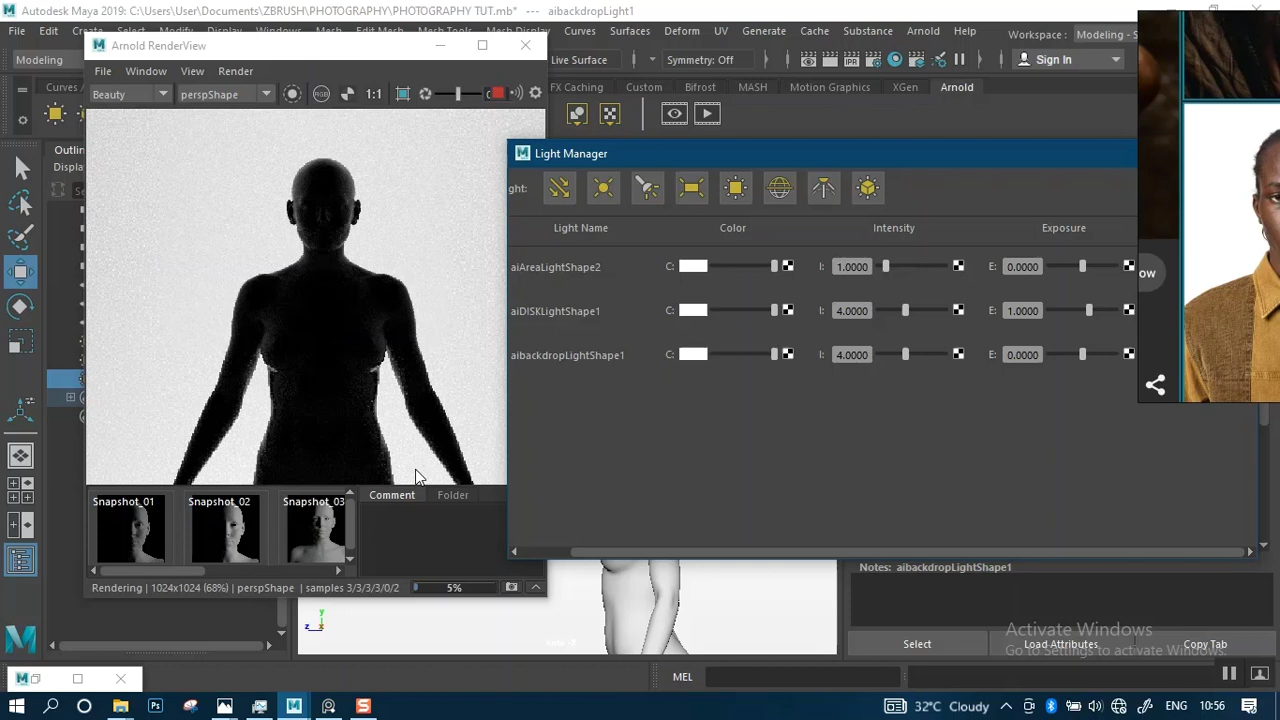 Autodesk Maya 2019: C:\Users\User\Documents\ZBRUSH\PHOTOGRAPHY\PHOTOGRAPHY TUT.mb* --- aibackdropLight1
File
Edit
Create
Select
Modify
Display
Windows
Mesh
Edit Mesh
Mesh Tools
Mesh Display
Curves
Surfaces
Deform
UV
Generate
Cache
Substance
Arnold
Help
Workspace: Modeling - S
Modeling
Arnold RenderView
Live Surface
Symmetry: Off
Sign In
File
Window
View
Render
Curves /
FX Caching
Custom
Bifrost
MASH
Motion Graphics
XGen
Arnold
Beauty
perspShape
1:1
Outlin
Displa
Light Manager
ght:
Light Name
Color
Intensity
Exposure
aiAreaLightShape2
C:
I: 1.0000
E: 0.0000
aiDISKLightShape1
C:
I: 4.0000
E: 1.0000
aibackdropLightShape1
C:
I: 4.0000
E: 0.0000
ow
Snapshot_01
Snapshot_02
Snapshot_03
Comment
Folder
Rendering | 1024x1024 (68%) | perspShape | samples 3/3/3/3/0/2
5%
y
z
x
Notes: aibackdropLightShape1
Select
Load Attributes
Copy Tab
Activate Windows
Go to Settings to activate Windows.
MEL
32°C Cloudy
ENG
10:56